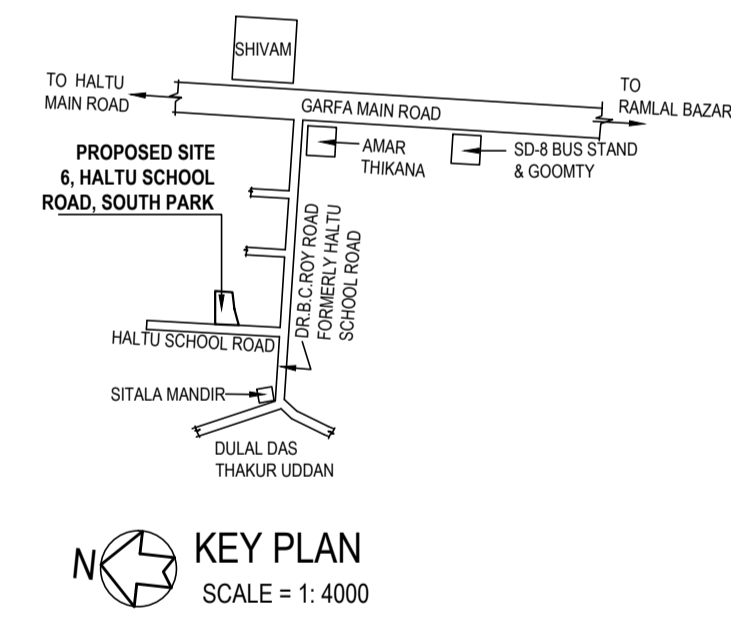 SHIVAM
TO HALTU
MAIN ROAD
GARFA MAIN ROAD
TO
RAMLAL BAZAR
AMAR
THIKANA
SD-8 BUS STAND
& GOOMTY
PROPOSED SITE
6, HALTU SCHOOL
ROAD, SOUTH PARK
DR.B.C.ROY ROAD
FORMERLY HALTU
SCHOOL ROAD
HALTU SCHOOL ROAD
SITALA MANDIR
DULAL DAS
THAKUR UDDAN
N
KEY PLAN
SCALE = 1: 4000